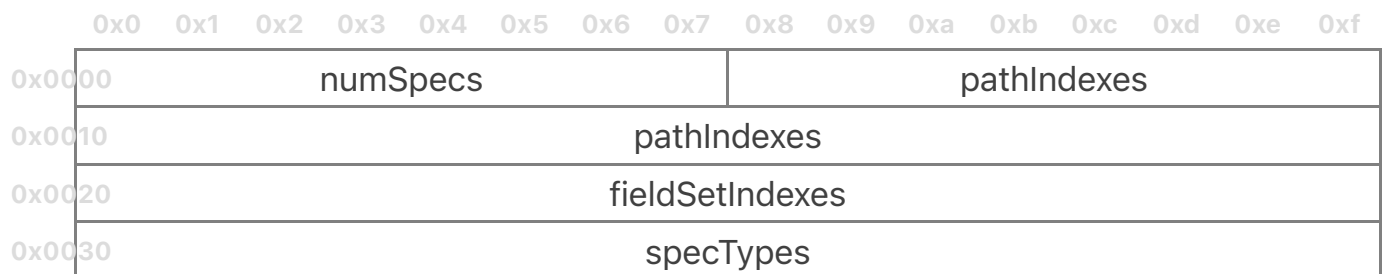 0x0 0x1 0x2 0x3 0x4 0x5 0x6 0x7 0x8 0x9 0xa 0xb 0xc 0xd 0xe 0xf
0x0000 numSpecs pathIndexes
0x0010 pathIndexes
0x0020 fieldSetIndexes
0x0030 specTypes